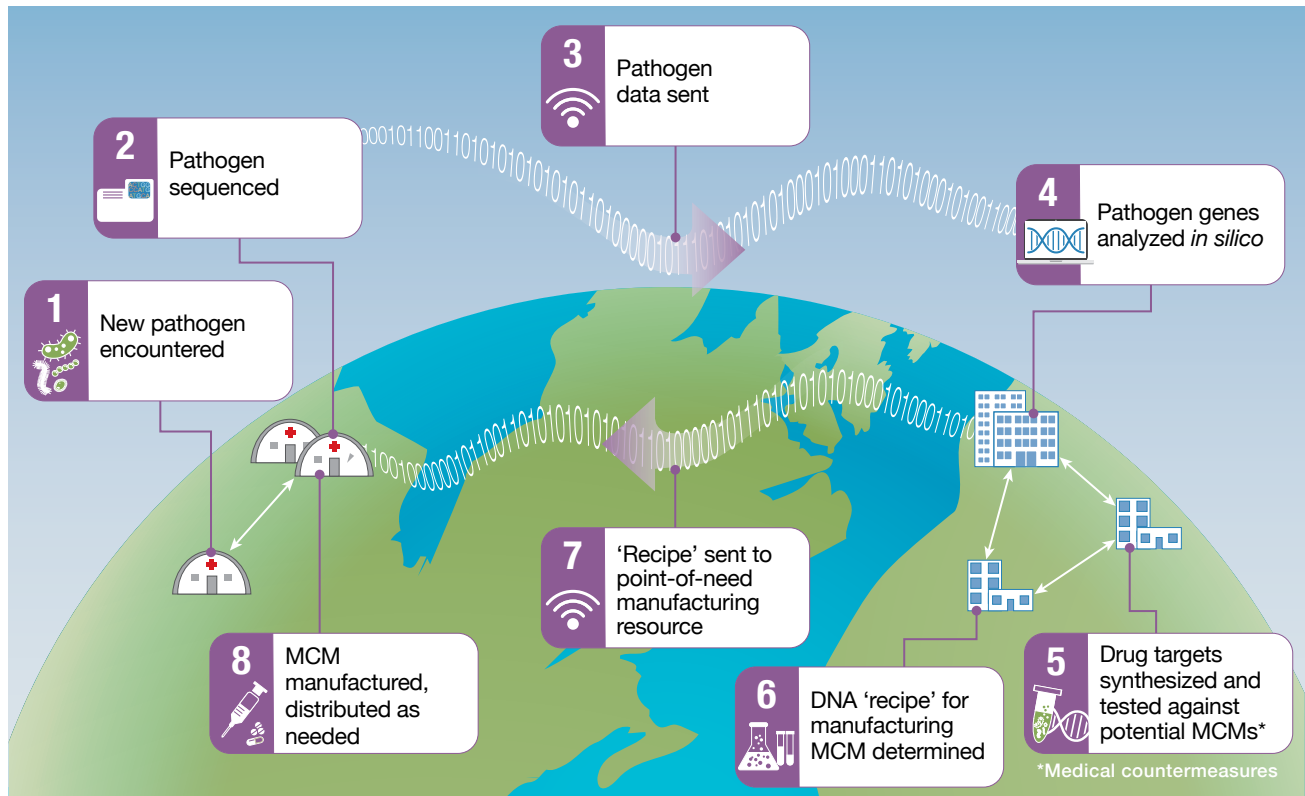 1
New pathogen
encountered
2
Pathogen
sequenced
3
Pathogen
data sent
4
Pathogen genes
analyzed in silico
5
Drug targets
synthesized and
tested against
potential MCMs*
6
DNA ‘recipe’ for
manufacturing
MCM determined
7
‘Recipe’ sent to
point-of-need
manufacturing
resource
8
MCM
manufactured,
distributed as
needed
*Medical countermeasures